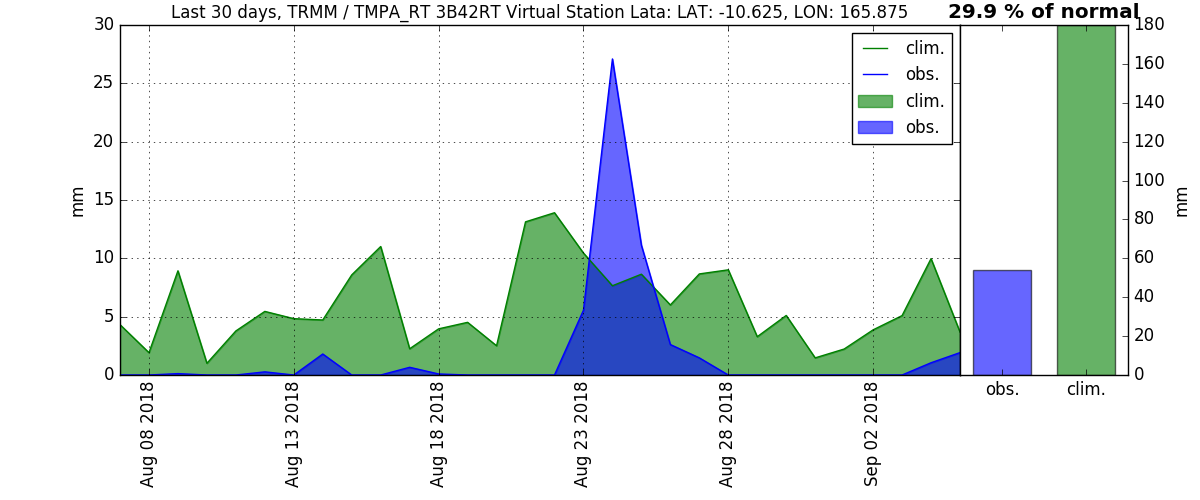 Last 30 days, TRMM / TMPA_RT 3B42RT Virtual Station Lata: LAT: -10.625, LON: 165.875
29.9 % of normal
30
25
20
15
10
5
0
mm
clim.
obs.
clim.
obs.
180
160
140
120
100
80
60
40
20
0
mm
obs.
clim.
Aug 08 2018
Aug 13 2018
Aug 18 2018
Aug 23 2018
Aug 28 2018
Sep 02 2018